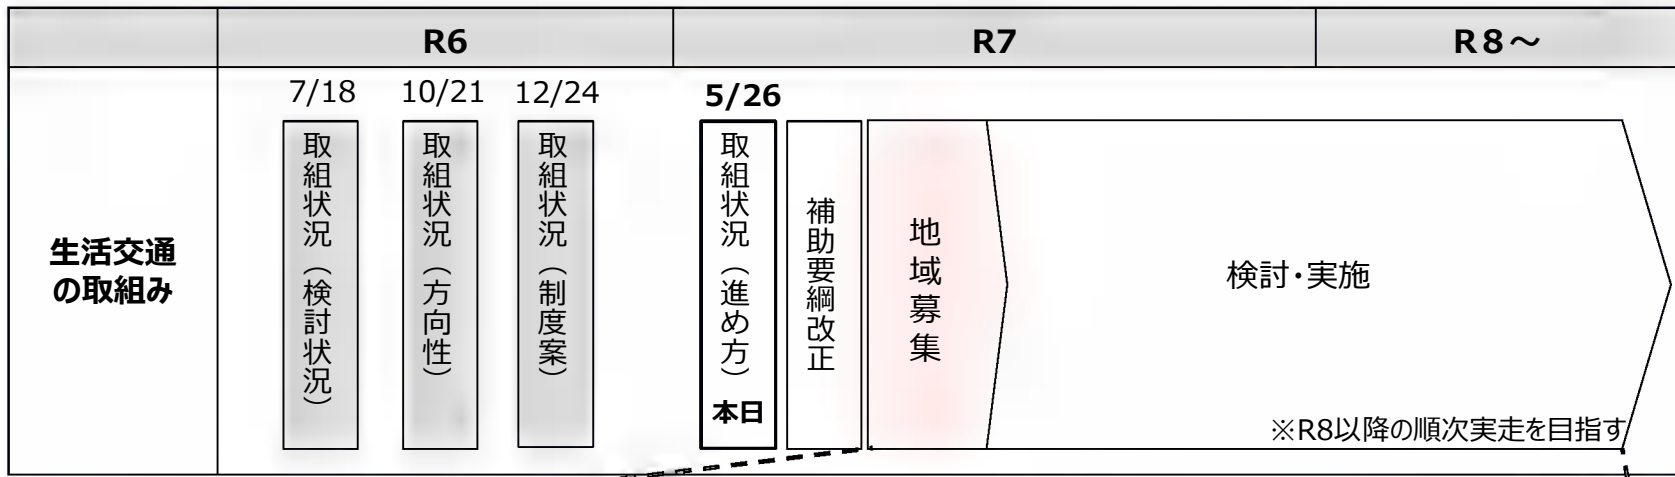 R6
R7
R8～
生活交通
の取組み
7/18
10/21
12/24
5/26
取組状況（検討状況）
取組状況（方向性）
取組状況（制度案）
取組状況（進め方）
本日
補助要綱改正
地域募集
検討・実施
※R8以降の順次実走を目指す